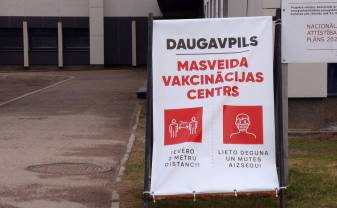 DAUGAVPILS
MASVEIDA
VAKCINĀCIJAS
CENTRS
IEVĒRO
2 METRU
DISTANCI!
LIETO DEGUNA
UN MUTES
AIZSEGU!
NACIONĀL
ATTĪSTĪBA
PLĀNS 202